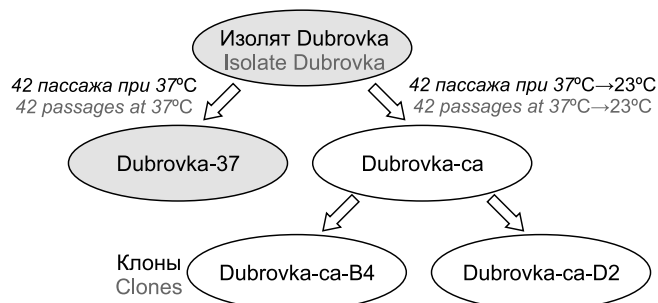 Изолят Dubrovka
Isolate Dubrovka
42 пассажа при 37ºC
42 passages at 37ºC
42 пассажа при 37ºC→23ºC
42 passages at 37ºC→23ºC
Dubrovka-37
Dubrovka-ca
Клоны
Clones
Dubrovka-ca-B4
Dubrovka-ca-D2